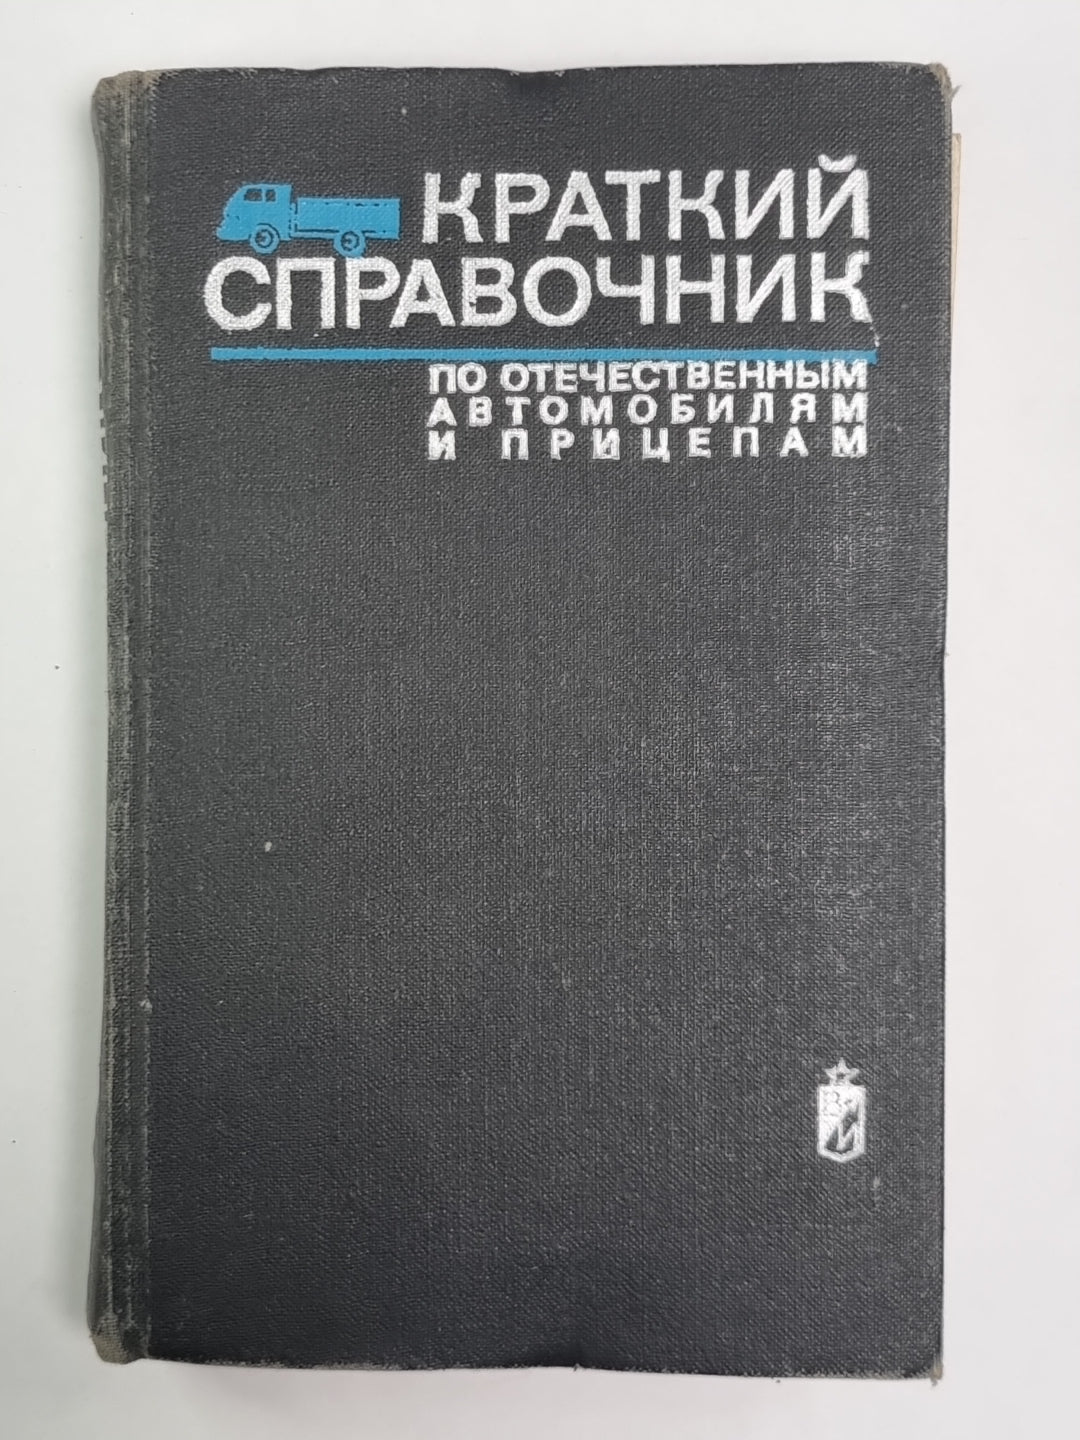 КРАТКИЙ
СПРАВОЧНИК
ПО ОТЕЧЕСТВЕННЫМ
АВТОМОБИЛЯМ
И ПРИЦЕПАМ